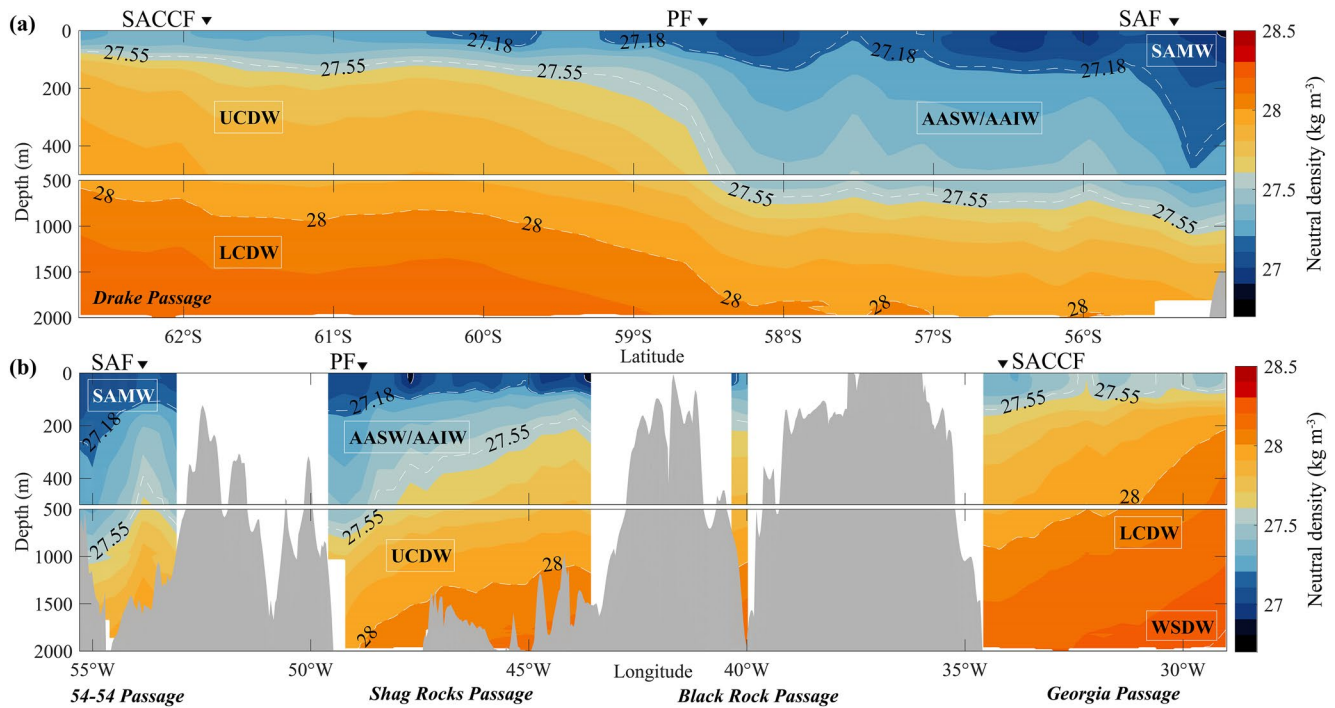 (a)
SACCF
PF
SAF
0
200
400
500
1000
1500
2000
Depth (m)
27.55
27.55
27.55
27.18
27.18
27.18
27.18
SAMW
UCDW
AASW/AAIW
27.55
27.55
27.55
28
28
28
28
28
28
LCDW
Drake Passage
62°S
61°S
60°S
59°S
58°S
57°S
56°S
Latitude
28.5
28
27.5
27
Neutral density (kg m-3)
(b)
SAF
PF
SACCF
0
200
400
500
1000
1500
2000
Depth (m)
SAMW
27.18
27.18
27.55
27.55
27.55
AASW/AAIW
27.55
27.55
28
UCDW
28
28
LCDW
WSDW
55°W
50°W
45°W
40°W
35°W
30°W
Longitude
54-54 Passage
Shag Rocks Passage
Black Rock Passage
Georgia Passage
28.5
28
27.5
27
Neutral density (kg m-3)